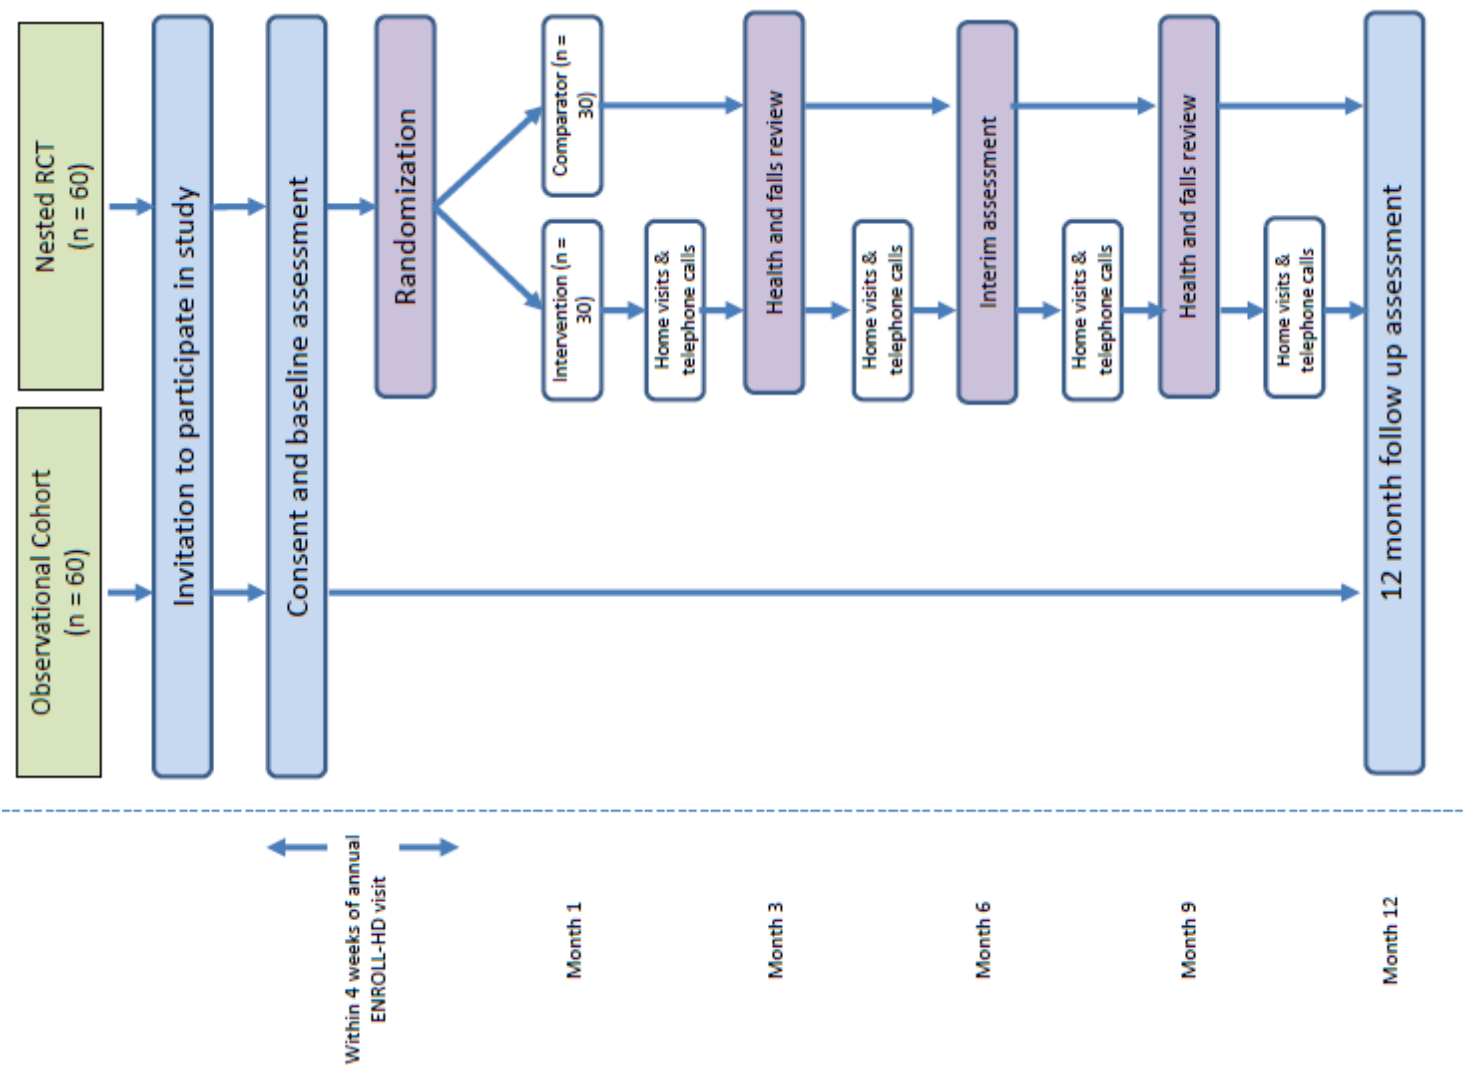 Observational Cohort
(n = 60)
Nested RCT
(n = 60)
Invitation to participate in study
Consent and baseline assessment
Within 4 weeks of annual
ENROLL-HD visit
Randomization
Month 1
Intervention (n =
30)
Comparator (n =
30)
Home visits &
telephone calls
Month 3
Health and falls review
Home visits &
telephone calls
Month 6
Interim assessment
Home visits &
telephone calls
Month 9
Health and falls review
Home visits &
telephone calls
Month 12
12 month follow up assessment